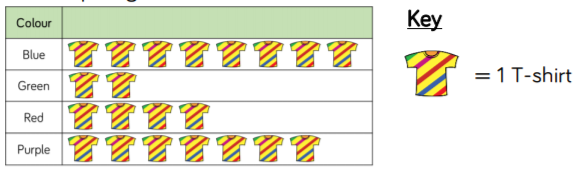 Colour
Blue
Green
Red
Purple
Key
= 1 T-shirt